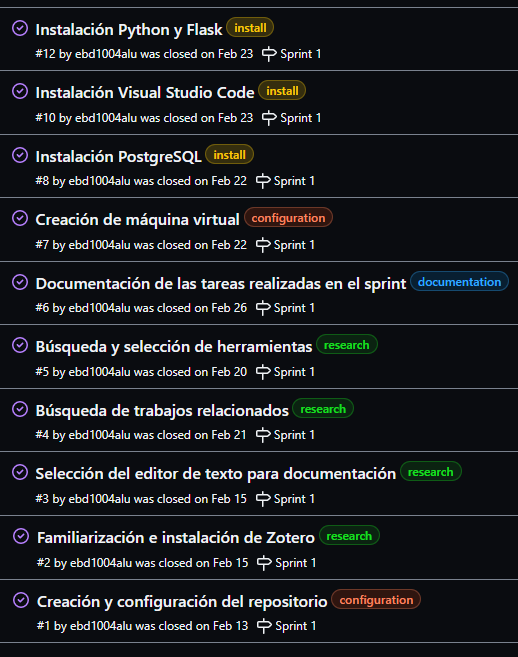 Instalación Python y Flask install
#12 by ebd1004alu was closed on Feb 23 Sprint 1
Instalación Visual Studio Code install
#10 by ebd1004alu was closed on Feb 23 Sprint 1
Instalación PostgreSQL install
#8 by ebd1004alu was closed on Feb 22 Sprint 1
Creación de máquina virtual configuration
#7 by ebd1004alu was closed on Feb 22 Sprint 1
Documentación de las tareas realizadas en el sprint documentation
#6 by ebd1004alu was closed on Feb 26 Sprint 1
Búsqueda y selección de herramientas research
#5 by ebd1004alu was closed on Feb 20 Sprint 1
Búsqueda de trabajos relacionados research
#4 by ebd1004alu was closed on Feb 21 Sprint 1
Selección del editor de texto para documentación research
#3 by ebd1004alu was closed on Feb 15 Sprint 1
Familiarización e instalación de Zotero research
#2 by ebd1004alu was closed on Feb 15 Sprint 1
Creación y configuración del repositorio configuration
#1 by ebd1004alu was closed on Feb 13 Sprint 1